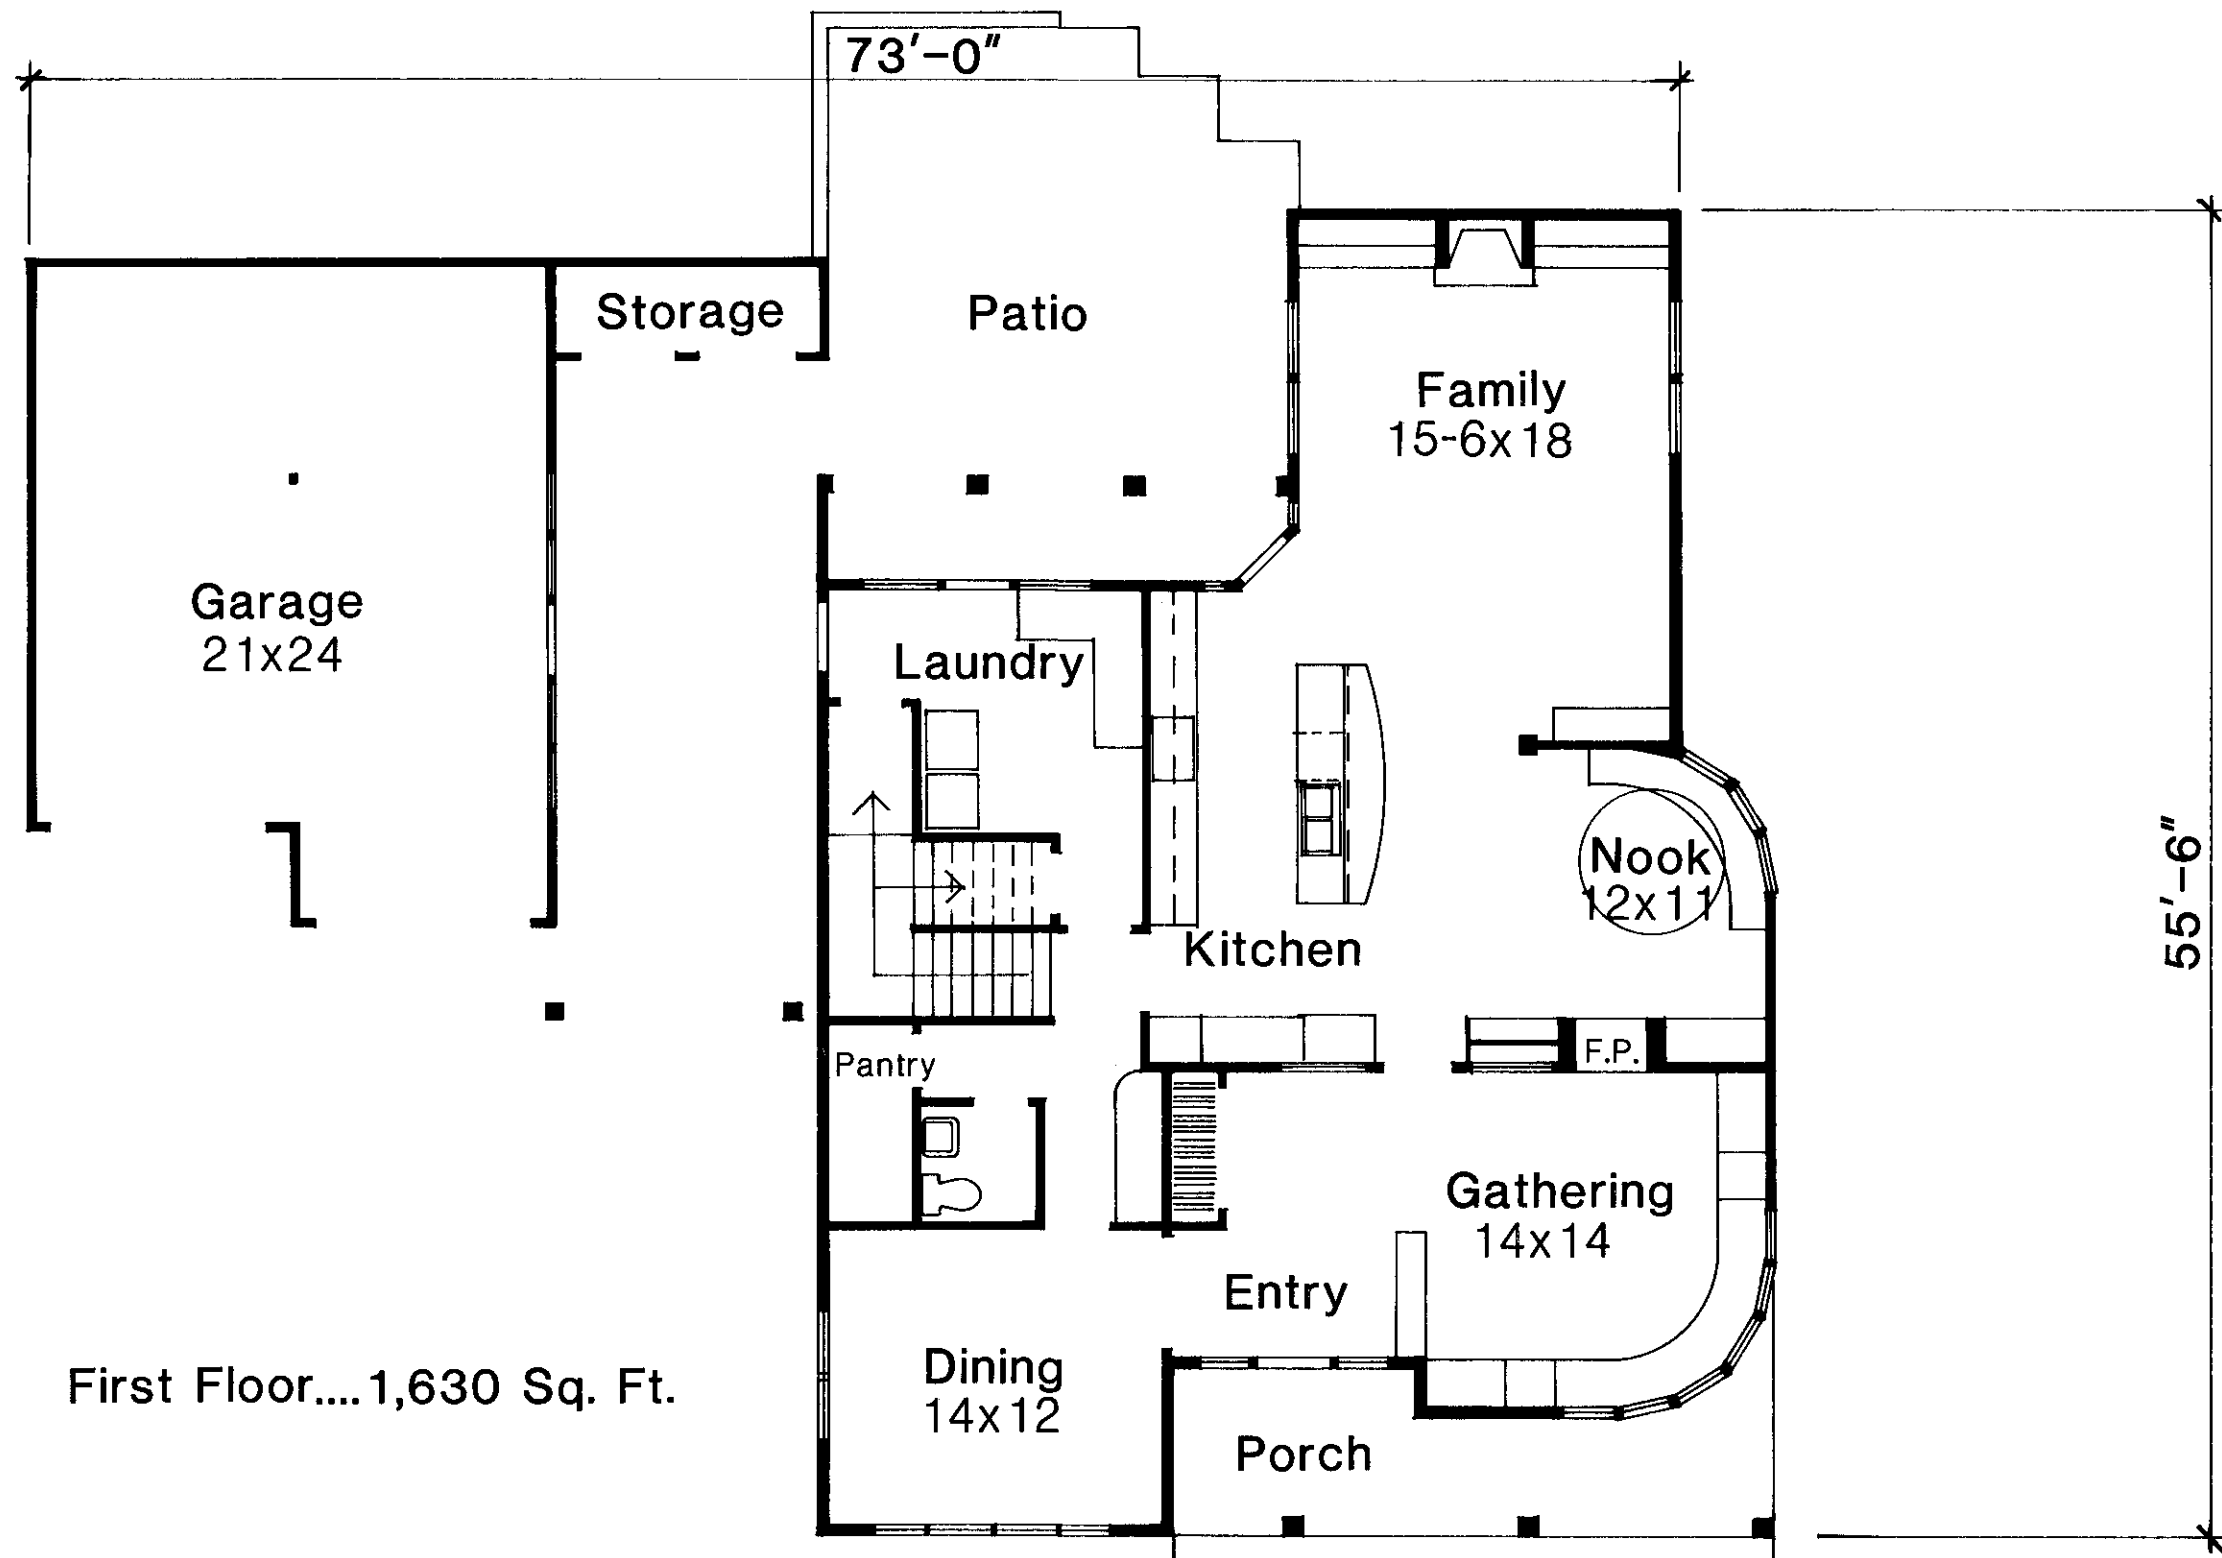 73'-0"
Storage
Patio
Family
15-6x18
Garage
21x24
Laundry
Nook
12x11
55'-6"
Kitchen
Pantry
F.P.
Gathering
14x14
Entry
Dining
14x12
First Floor....1,630 Sq. Ft.
Porch